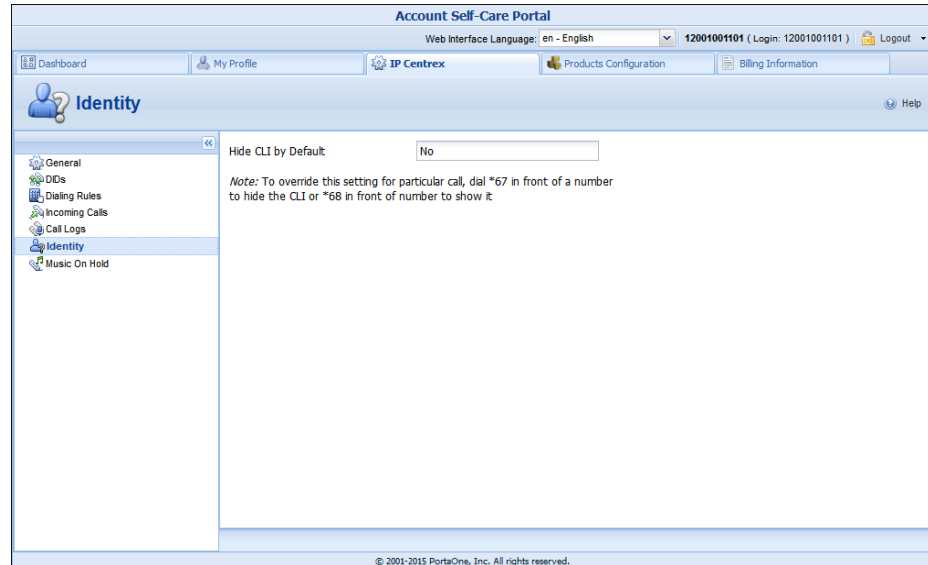 Account Self-Care Portal
Web Interface Language: en - English 12001001101 ( Login: 12001001101 ) Logout
Dashboard My Profile IP Centrex Products Configuration Billing Information
Identity Help
General
DIDs
Dialing Rules
Incoming Calls
Call Logs
Identity
Music On Hold
Hide CLI by Default No
Note: To override this setting for particular call, dial *67 in front of a number
to hide the CLI or *68 in front of number to show it
© 2001-2015 PortaOne, Inc. All rights reserved.